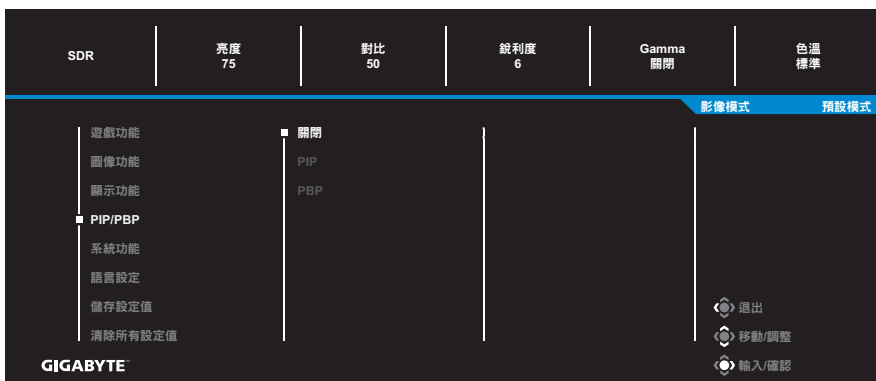 SDR
亮度
75
對比
50
銳利度
6
Gamma
關閉
色溫
標準
影像模式
預設模式
遊戲功能
圖像功能
顯示功能
PIP/PBP
系統功能
語言設定
儲存設定值
清除所有設定值
關閉
PIP
PBP
退出
移動/調整
輸入/確認
GIGABYTE™